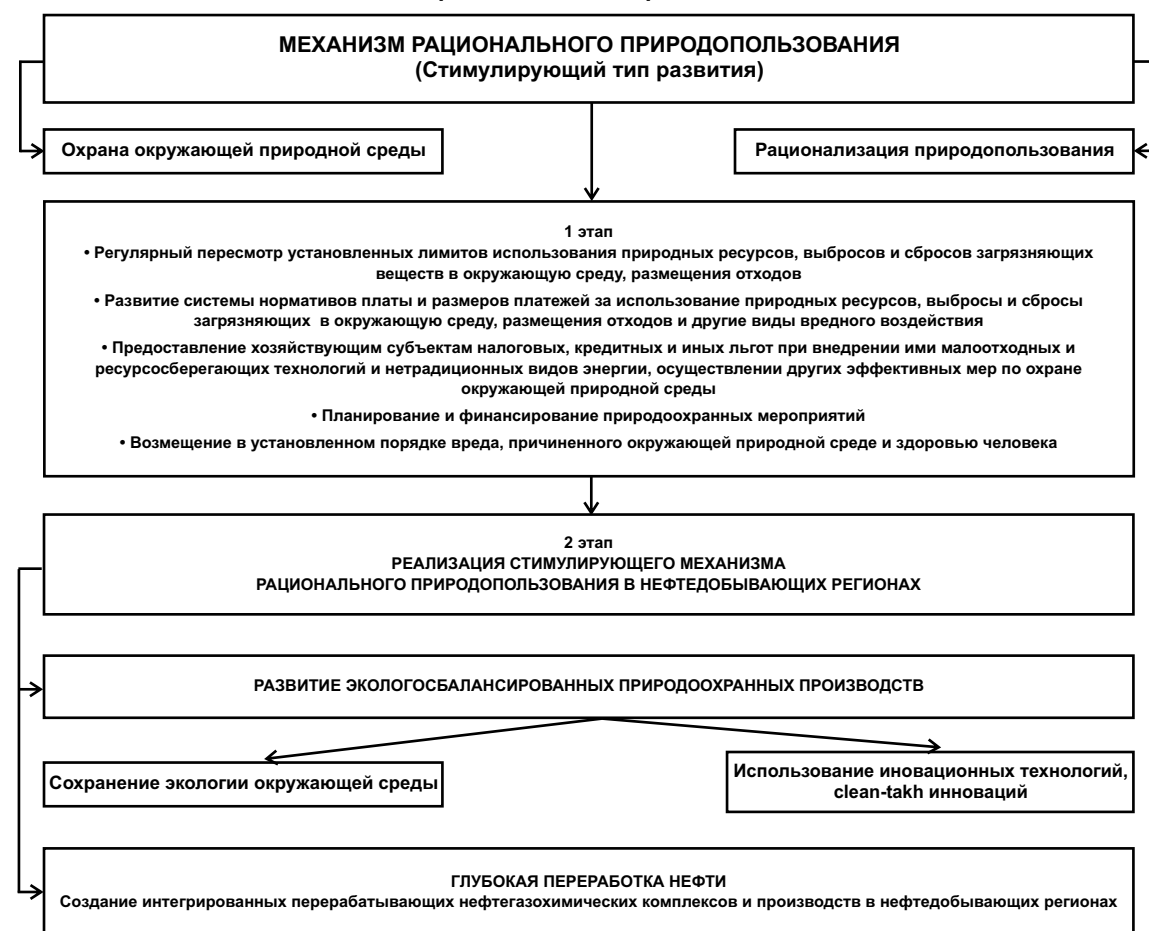 МЕХАНИЗМ РАЦИОНАЛЬНОГО ПРИРОДОПОЛЬЗОВАНИЯ
(Стимулирующий тип развития)
Охрана окружающей природной среды
Рационализация природопользования
1 этап
• Регулярный пересмотр установленных лимитов использования природных ресурсов, выбросов и сбросов загрязняющих
веществ в окружающую среду, размещения отходов
• Развитие системы нормативов платы и размеров платежей за использование природных ресурсов, выбросы и сбросы
загрязняющих в окружающую среду, размещения отходов и другие виды вредного воздействия
• Предоставление хозяйствующим субъектам налоговых, кредитных и иных льгот при внедрении ими малоотходных и
ресурсосберегающих технологий и нетрадиционных видов энергии, осуществлении других эффективных мер по охране
окружающей природной среды
• Планирование и финансирование природоохранных мероприятий
• Возмещение в установленном порядке вреда, причиненного окружающей природной среде и здоровью человека
2 этап
РЕАЛИЗАЦИЯ СТИМУЛИРУЮЩЕГО МЕХАНИЗМА
РАЦИОНАЛЬНОГО ПРИРОДОПОЛЬЗОВАНИЯ В НЕФТЕДОБЫВАЮЩИХ РЕГИОНАХ
РАЗВИТИЕ ЭКОЛОГОСБАЛАНСИРОВАННЫХ ПРИРОДООХРАННЫХ ПРОИЗВОДСТВ
Сохранение экологии окружающей среды
Использование иновационных технологий,
clean-takh инноваций
ГЛУБОКАЯ ПЕРЕРАБОТКА НЕФТИ
Создание интегрированных перерабатывающих нефтегазохимических комплексов и производств в нефтедобывающих регионах